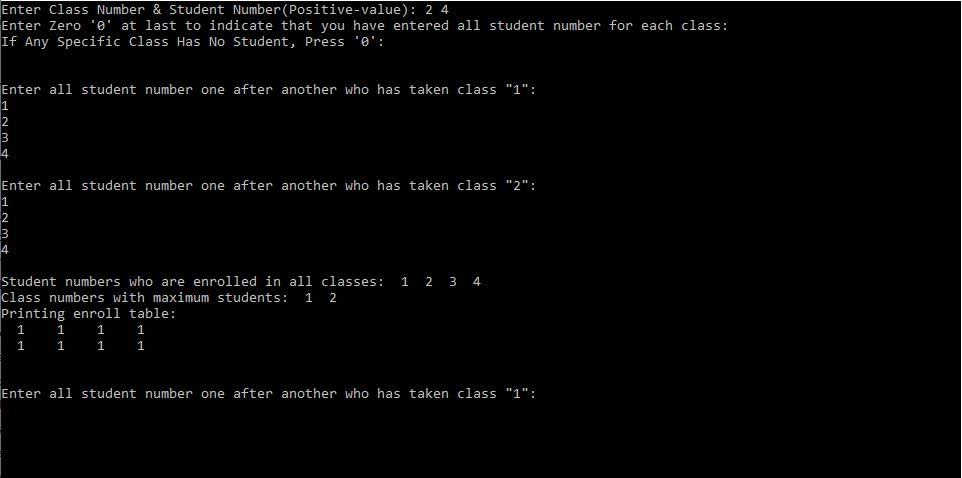 Enter Class Number & Student Number(Positive-value): 2 4
Enter Zero '0' at last to indicate that you have entered all student number for each class:
If Any Specific Class Has No Student, Press '0':
Enter all student number one after another who has taken class "1":
1
2
3
4
Enter all student number one after another who has taken class "2":
1
2
3
4
Student numbers who are enrolled in all classes:  1  2  3  4
Class numbers with maximum students:  1  2
Printing enroll table:
  1    1    1    1
  1    1    1    1
Enter all student number one after another who has taken class "1":